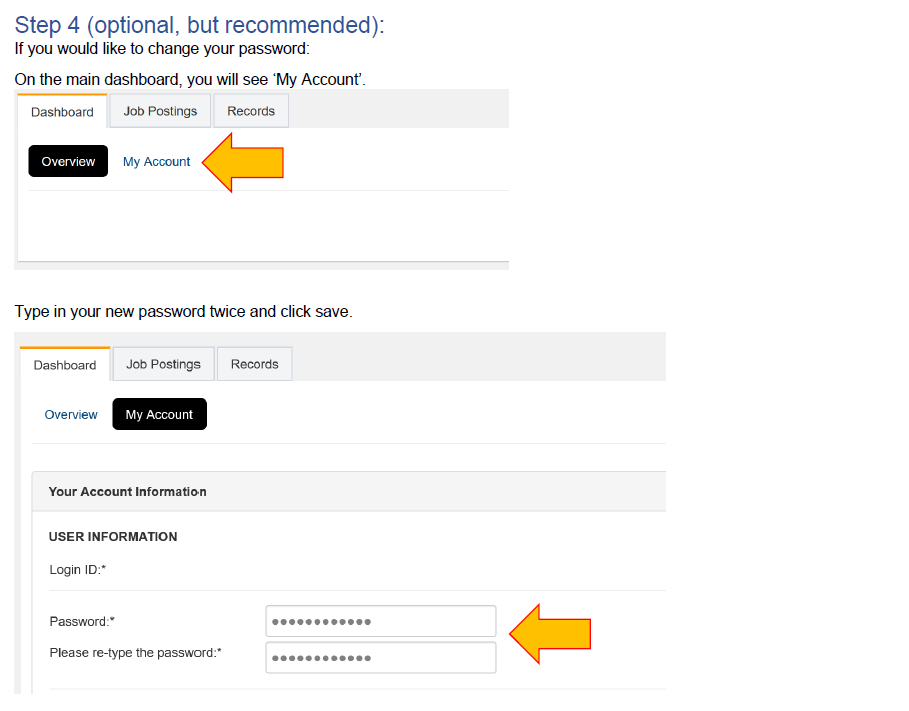 Step 4 (optional, but recommended):
If you would like to change your password:
On the main dashboard, you will see ‘My Account’.
Dashboard Job Postings Records
Overview My Account
Type in your new password twice and click save.
Dashboard Job Postings Records
Overview My Account
Your Account Information
USER INFORMATION
Login ID:*
Password:* ●●●●●●●●●●●●
Please re-type the password:* ●●●●●●●●●●●●